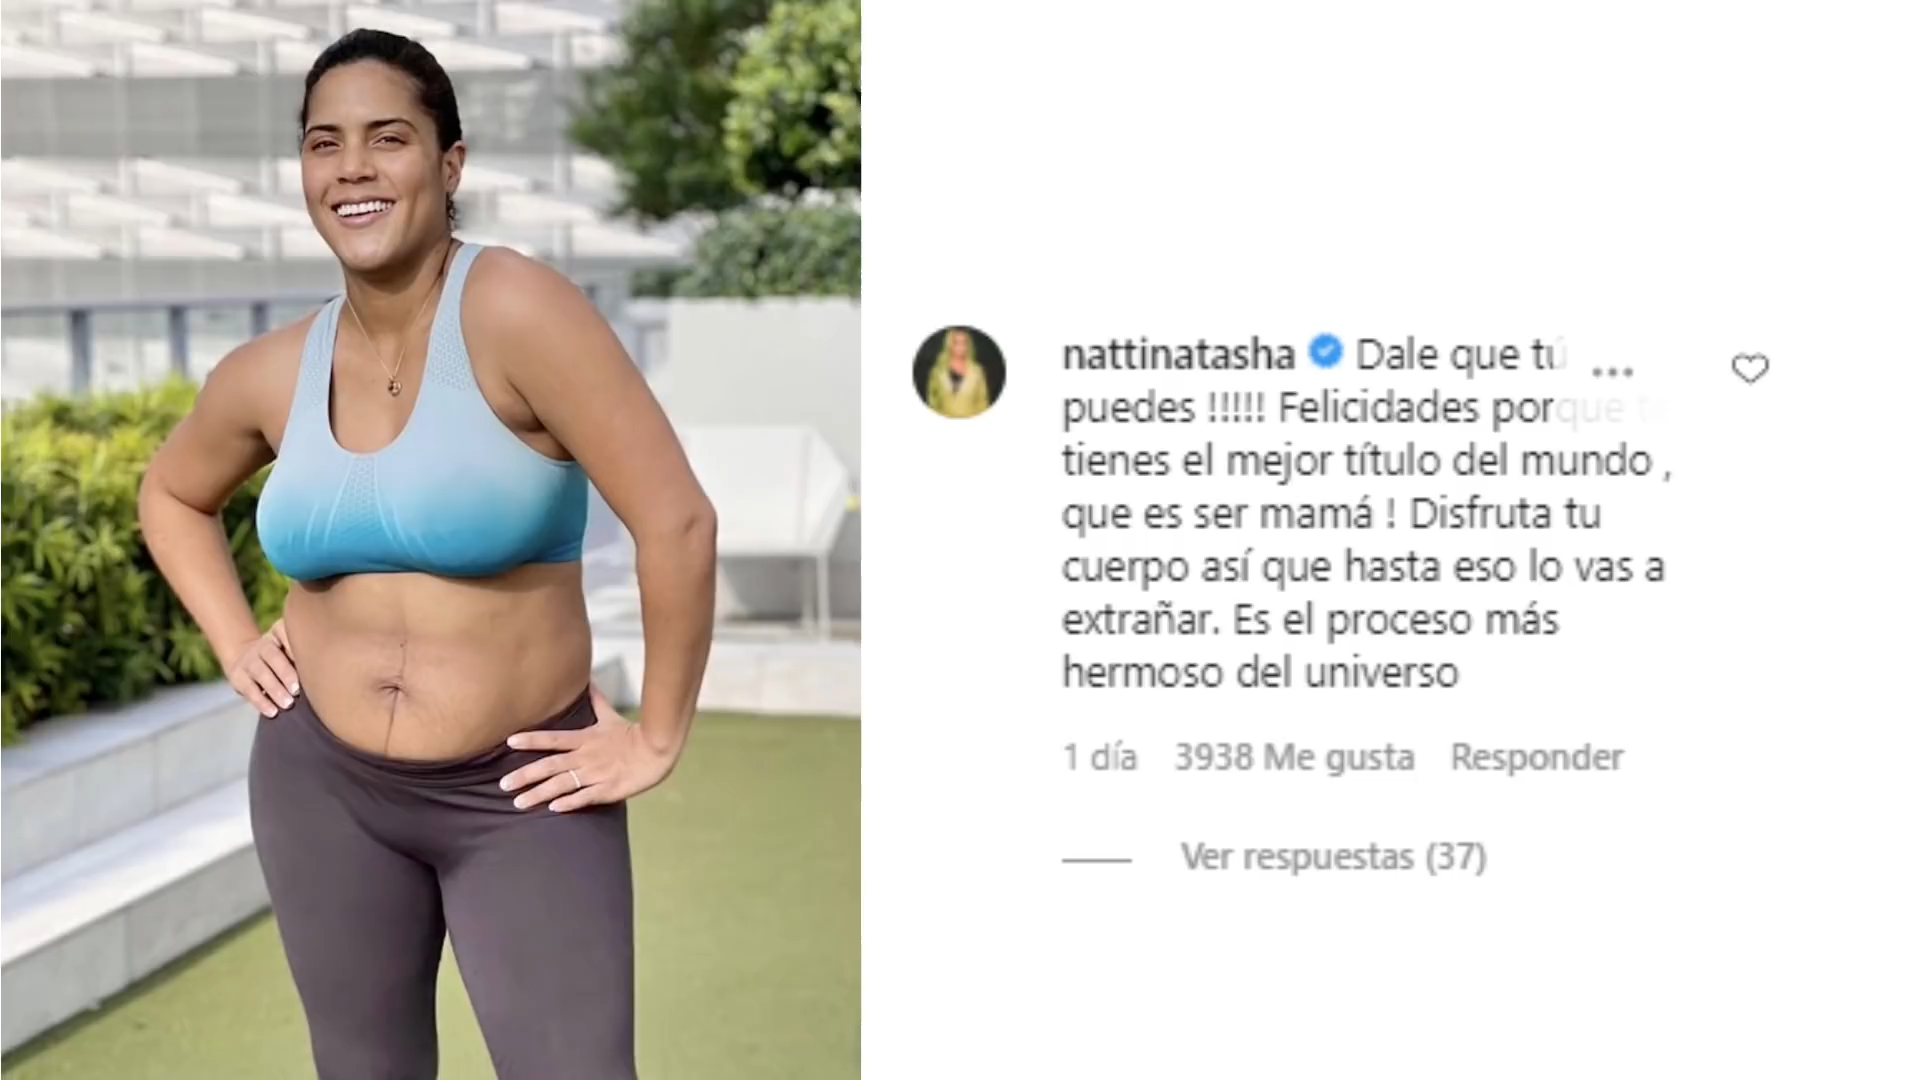 nattinatasha Dale que tú ...
puedes !!!!! Felicidades porque
tienes el mejor título del mundo ,
que es ser mamá ! Disfruta tu
cuerpo así que hasta eso lo vas a
extrañar. Es el proceso más
hermoso del universo
1 día 3938 Me gusta Responder
Ver respuestas (37)